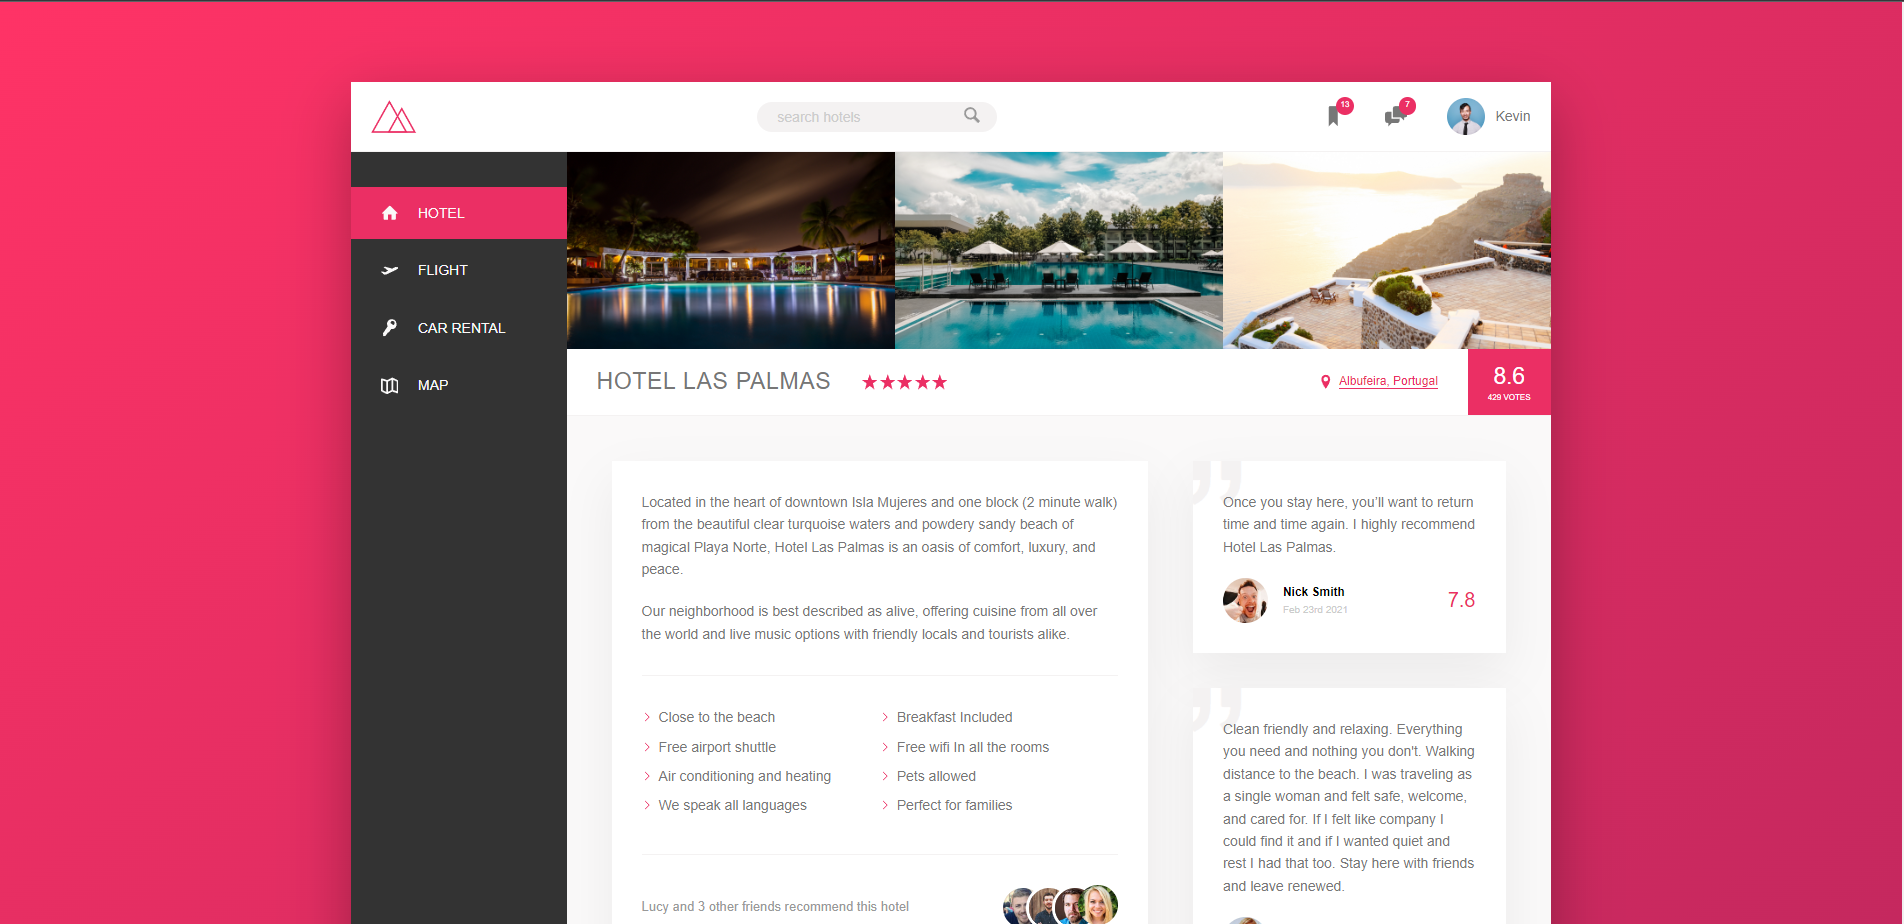 search hotels
13
7
Kevin
HOTEL
FLIGHT
CAR RENTAL
MAP
HOTEL LAS PALMAS
Albufeira, Portugal
8.6
429 VOTES
Located in the heart of downtown Isla Mujeres and one block (2 minute walk)
from the beautiful clear turquoise waters and powdery sandy beach of
magical Playa Norte, Hotel Las Palmas is an oasis of comfort, luxury, and
peace.
Our neighborhood is best described as alive, offering cuisine from all over
the world and live music options with friendly locals and tourists alike.
Close to the beach
Breakfast Included
Free airport shuttle
Free wifi In all the rooms
Air conditioning and heating
Pets allowed
We speak all languages
Perfect for families
Lucy and 3 other friends recommend this hotel
”
Once you stay here, you’ll want to return
time and time again. I highly recommend
Hotel Las Palmas.
Nick Smith
Feb 23rd 2021
7.8
”
Clean friendly and relaxing. Everything
you need and nothing you don't. Walking
distance to the beach. I was traveling as
a single woman and felt safe, welcome,
and cared for. If I felt like company I
could find it and if I wanted quiet and
rest I had that too. Stay here with friends
and leave renewed.